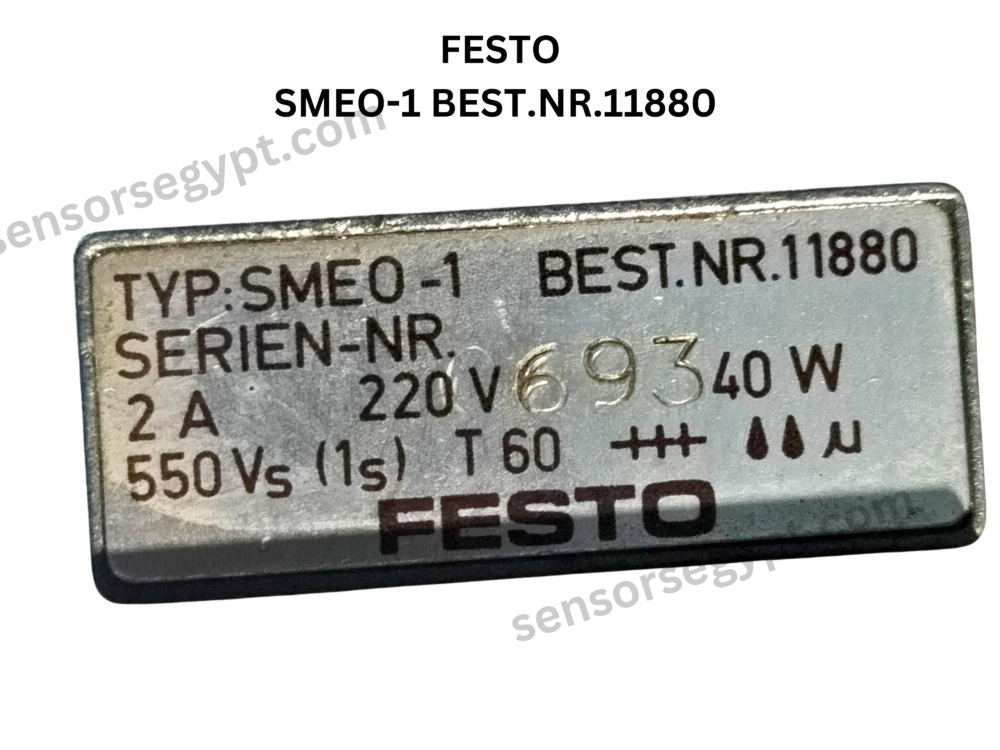 FESTO
SMEO-1 BEST.NR.11880
sensorsegypt.com
TYP:SMEO-1 BEST.NR.11880
SERIEN-NR.
693
2 A 220 V 40 W
550 Vs (1s) T 60 µ
FESTO
sensorsegypt.com